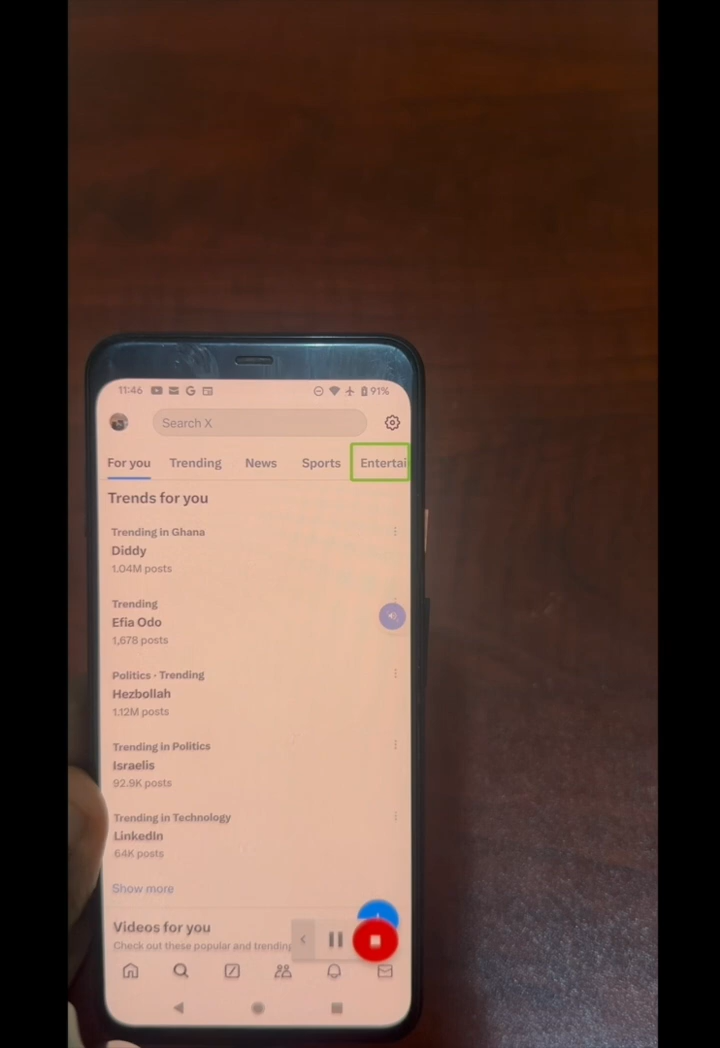 11:46 91%
Search X
For you Trending News Sports Entertai
Trends for you
Trending in Ghana
Diddy
1.04M posts
Trending
Efia Odo
1,678 posts
Politics · Trending
Hezbollah
1.12M posts
Trending in Politics
Israelis
92.9K posts
Trending in Technology
LinkedIn
64K posts
Show more
Videos for you
Check out these popular and trending